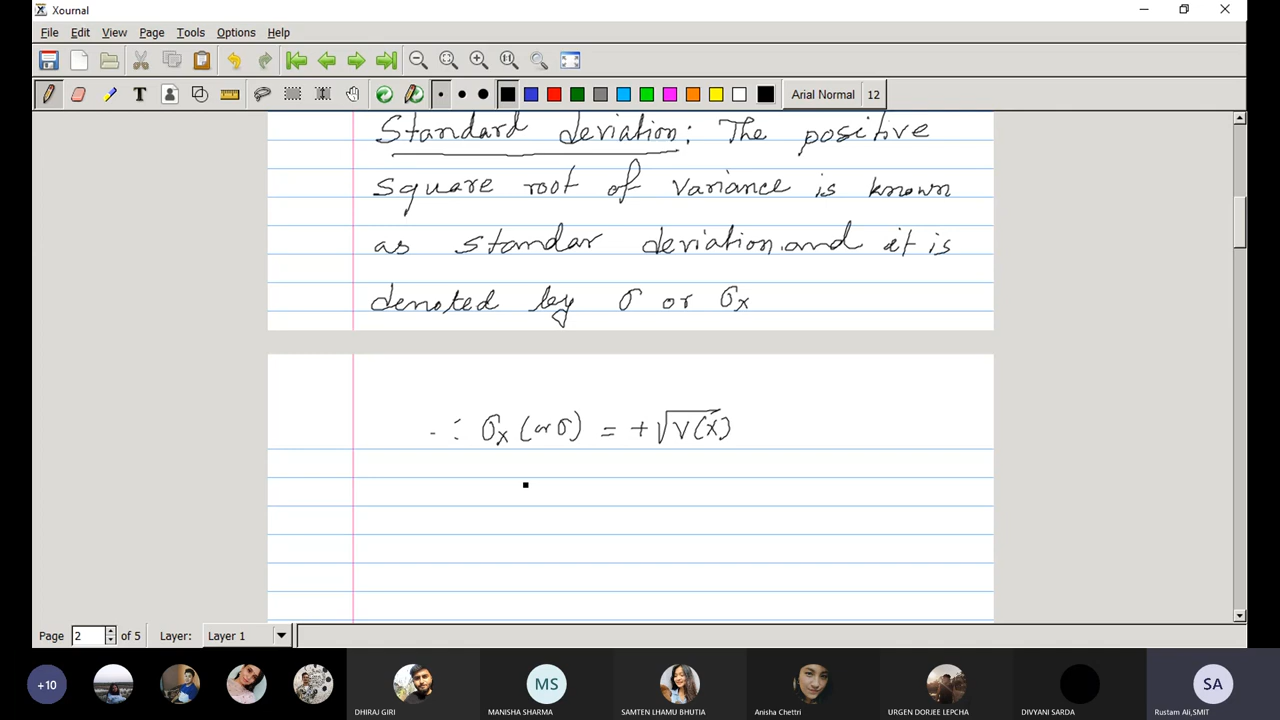 Xournal
File Edit View Page Tools Options Help
T Arial Normal 12
Standard deviation: The positive
square root of variance is known
as standar deviation.and it is
denoted by σ or σx
∴ σx (or σ) = +√V(X)
Page 2 of 5 Layer: Layer 1
+10 MS SA
DHIRAJ GIRI MANISHA SHARMA SAMTEN LHAMU BHUTIA Anisha Chettri URGEN DORJEE LEPCHA DIVYANI SARDA Rustam Ali,SMIT